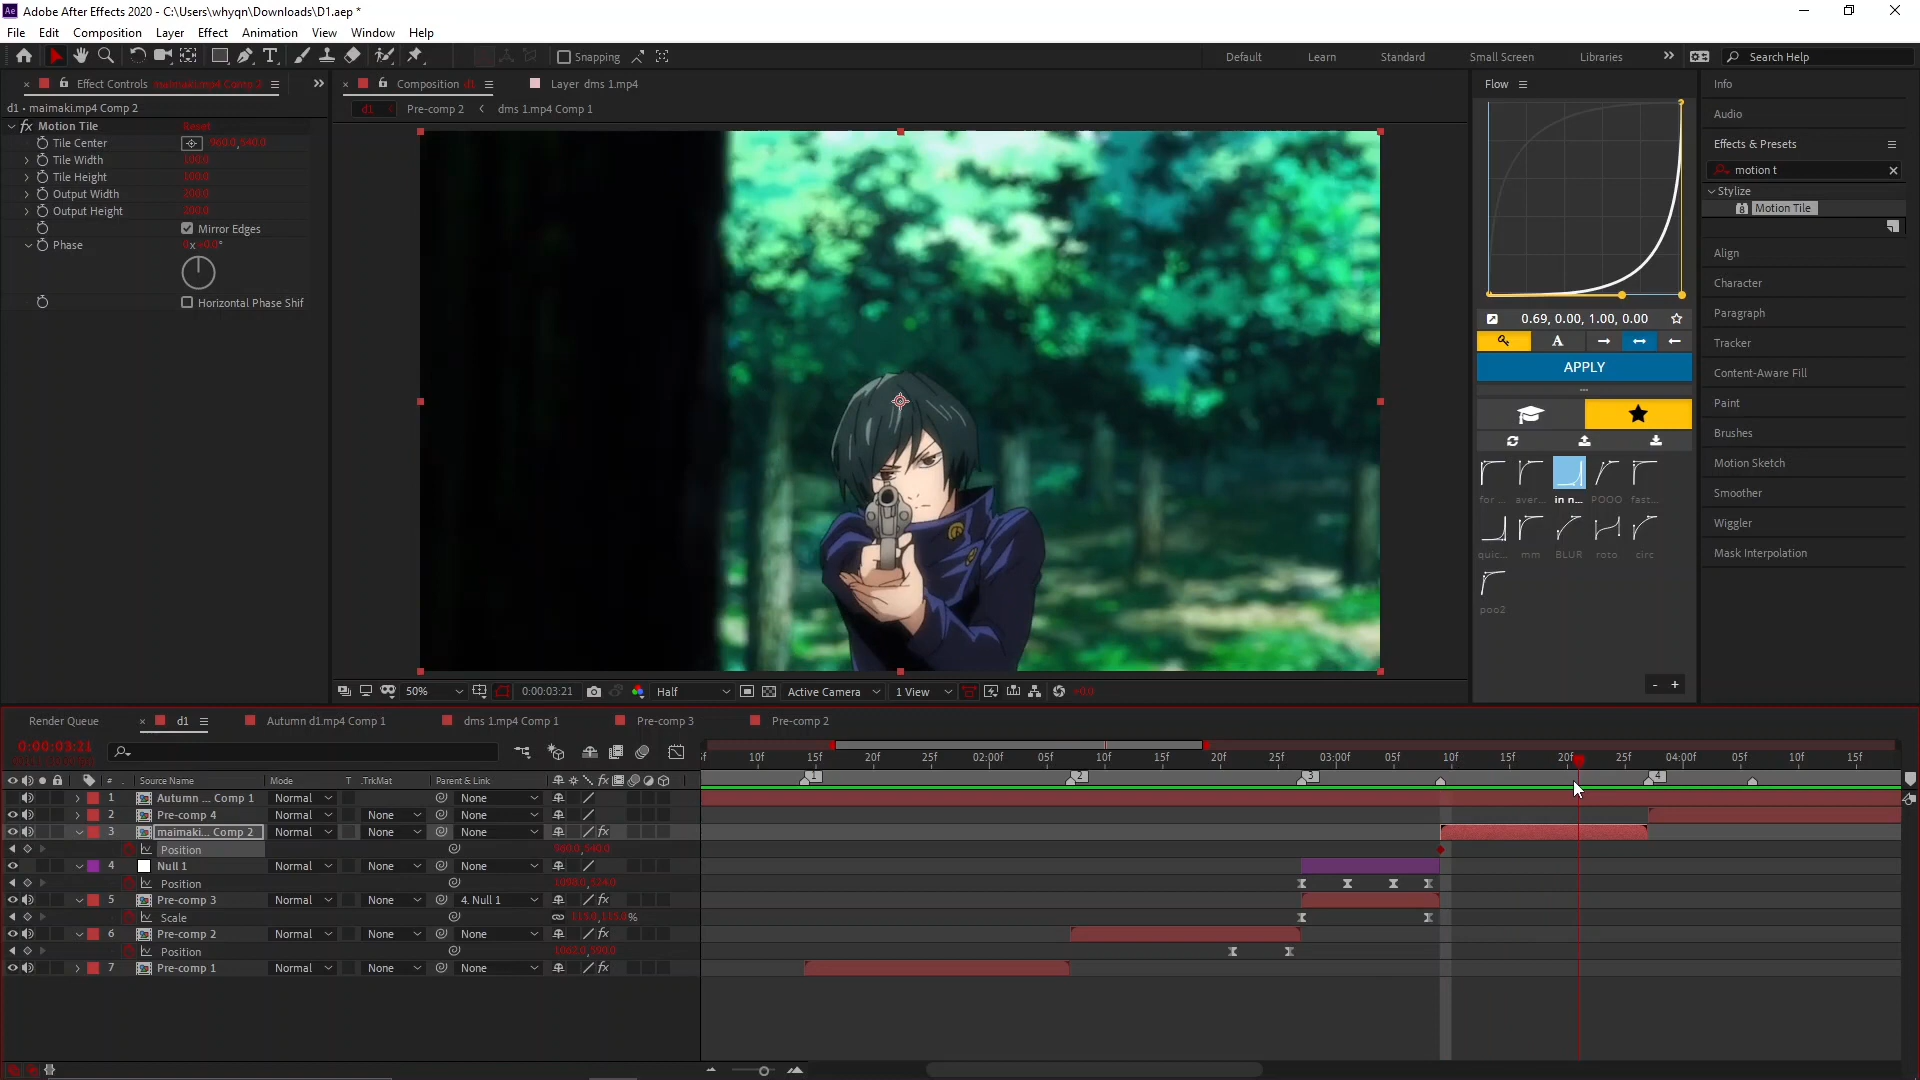 Adobe After Effects 2020 - C:\Users\whyqn\Downloads\D1.aep *
File Edit Composition Layer Effect Animation View Window Help
Snapping
Default Learn Standard Small Screen Libraries Search Help
Effect Controls maimaki.mp4 Comp 2
Composition d1
Layer dms 1.mp4
d1 • maimaki.mp4 Comp 2
d1 Pre-comp 2 dms 1.mp4 Comp 1
fx Motion Tile Reset
Tile Center 960.0,540.0
Tile Width 100.0
Tile Height 100.0
Output Width 200.0
Output Height 200.0
Mirror Edges
Phase 0x+0.0°
Horizontal Phase Shif
Flow
0.69, 0.00, 1.00, 0.00
A
APPLY
for ... aver... in n... POOO fast...
quic... mm BLUR roto circ
poo2
- +
Info
Audio
Effects & Presets
motion t
Stylize
8 Motion Tile
Align
Character
Paragraph
Tracker
Content-Aware Fill
Paint
Brushes
Motion Sketch
Smoother
Wiggler
Mask Interpolation
50% 0:00:03:21 Half Active Camera 1 View +0.0
Render Queue d1 Autumn d1.mp4 Comp 1 dms 1.mp4 Comp 1 Pre-comp 3 Pre-comp 2
0:00:03:21
f 10f 15f 20f 25f 02:00f 05f 10f 15f 20f 25f 03:00f 05f 10f 15f 20f 25f 04:00f 05f 10f 15f
# Source Name Mode T .TrkMat Parent & Link
1 2 3 4
1 Autumn ... Comp 1 Normal None
2 Pre-comp 4 Normal None None
3 maimaki... Comp 2 Normal None None fx
Position 960.0,540.0
4 Null 1 Normal None None
Position 1098.0,524.0
5 Pre-comp 3 Normal None 4. Null 1 fx
Scale 115.0,115.0%
6 Pre-comp 2 Normal None None fx
Position 1062.0,590.0
7 Pre-comp 1 Normal None None fx